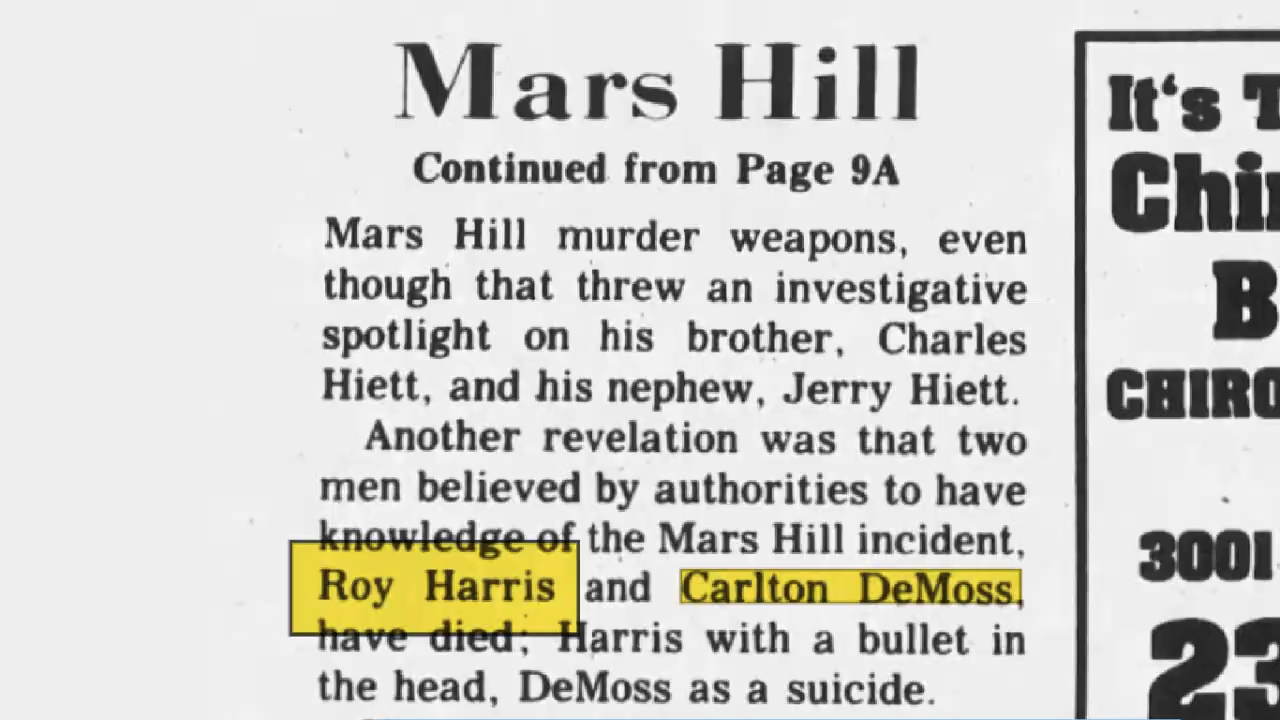 Mars Hill
Continued from Page 9A
Mars Hill murder weapons, even
though that threw an investigative
spotlight on his brother, Charles
Hiett, and his nephew, Jerry Hiett.
Another revelation was that two
men believed by authorities to have
knowledge of the Mars Hill incident,
Roy Harris and Carlton DeMoss,
have died; Harris with a bullet in
the head, DeMoss as a suicide.
It's T
Chir
B
CHIRO
3001
23